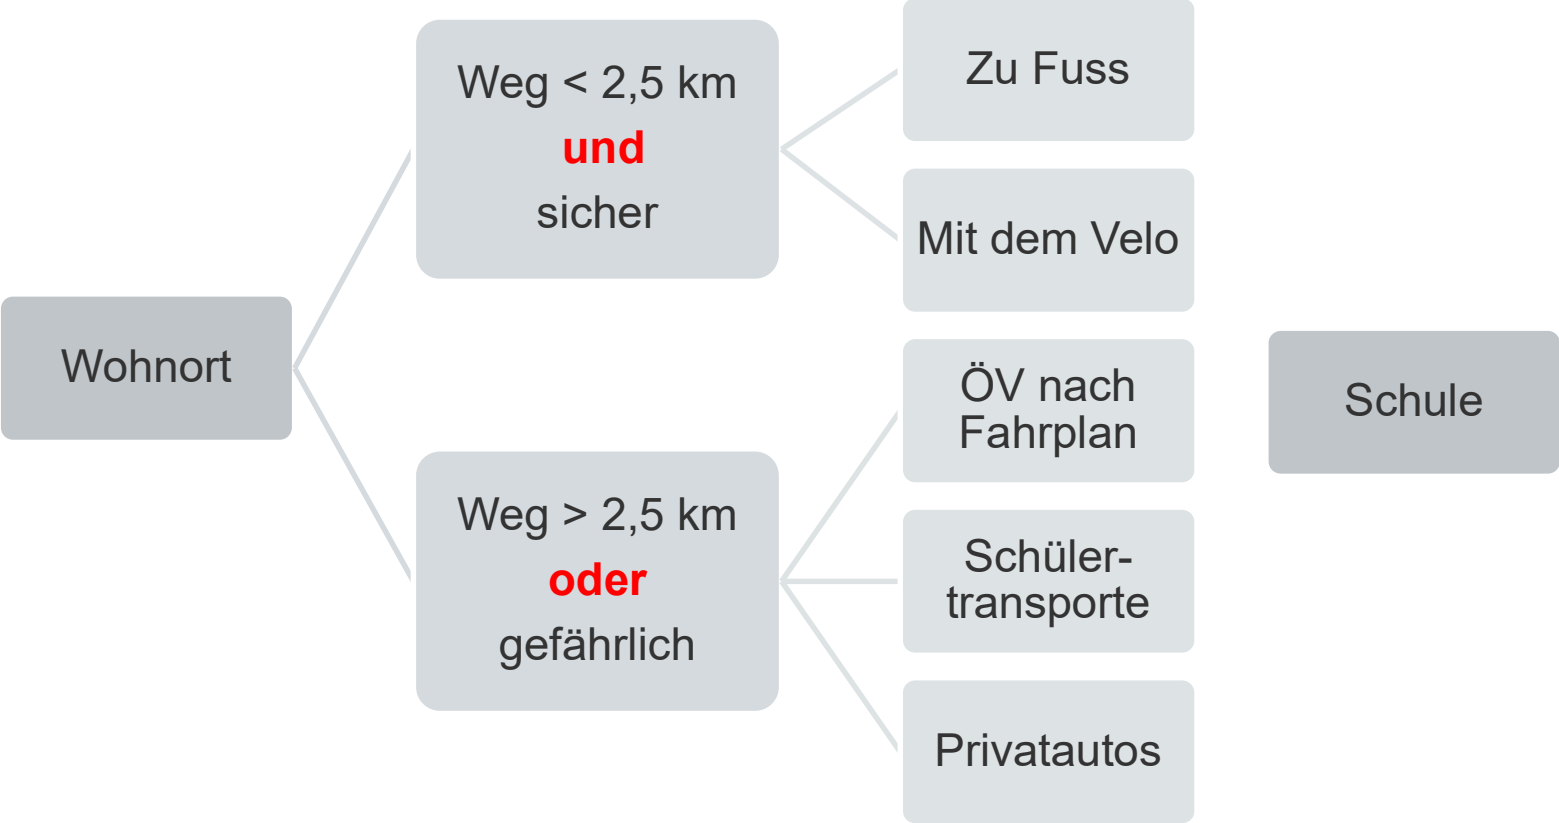 Wohnort
Weg < 2,5 km
und
sicher
Weg > 2,5 km
oder
gefährlich
Zu Fuss
Mit dem Velo
ÖV nach
Fahrplan
Schüler-
transporte
Privatautos
Schule